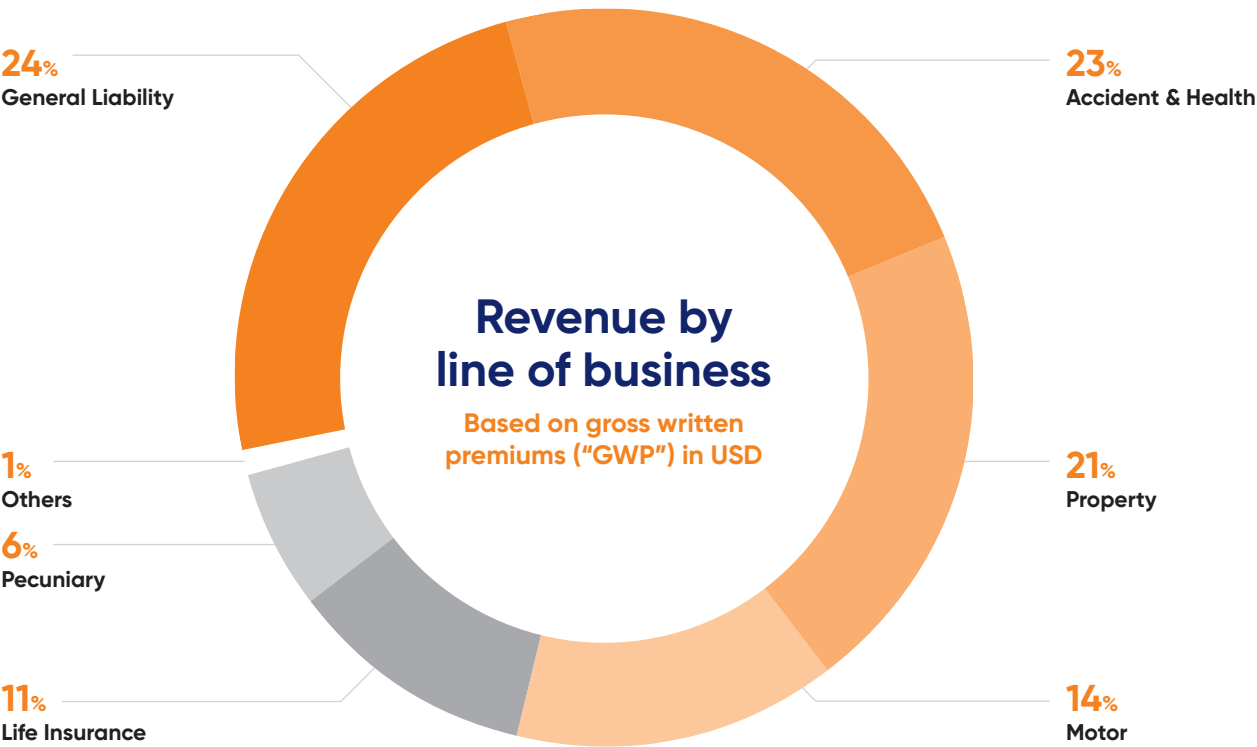 24%
General Liability
23%
Accident & Health
Revenue by
line of business
Based on gross written
premiums (“GWP”) in USD
1%
Others
21%
Property
6%
Pecuniary
11%
Life Insurance
14%
Motor